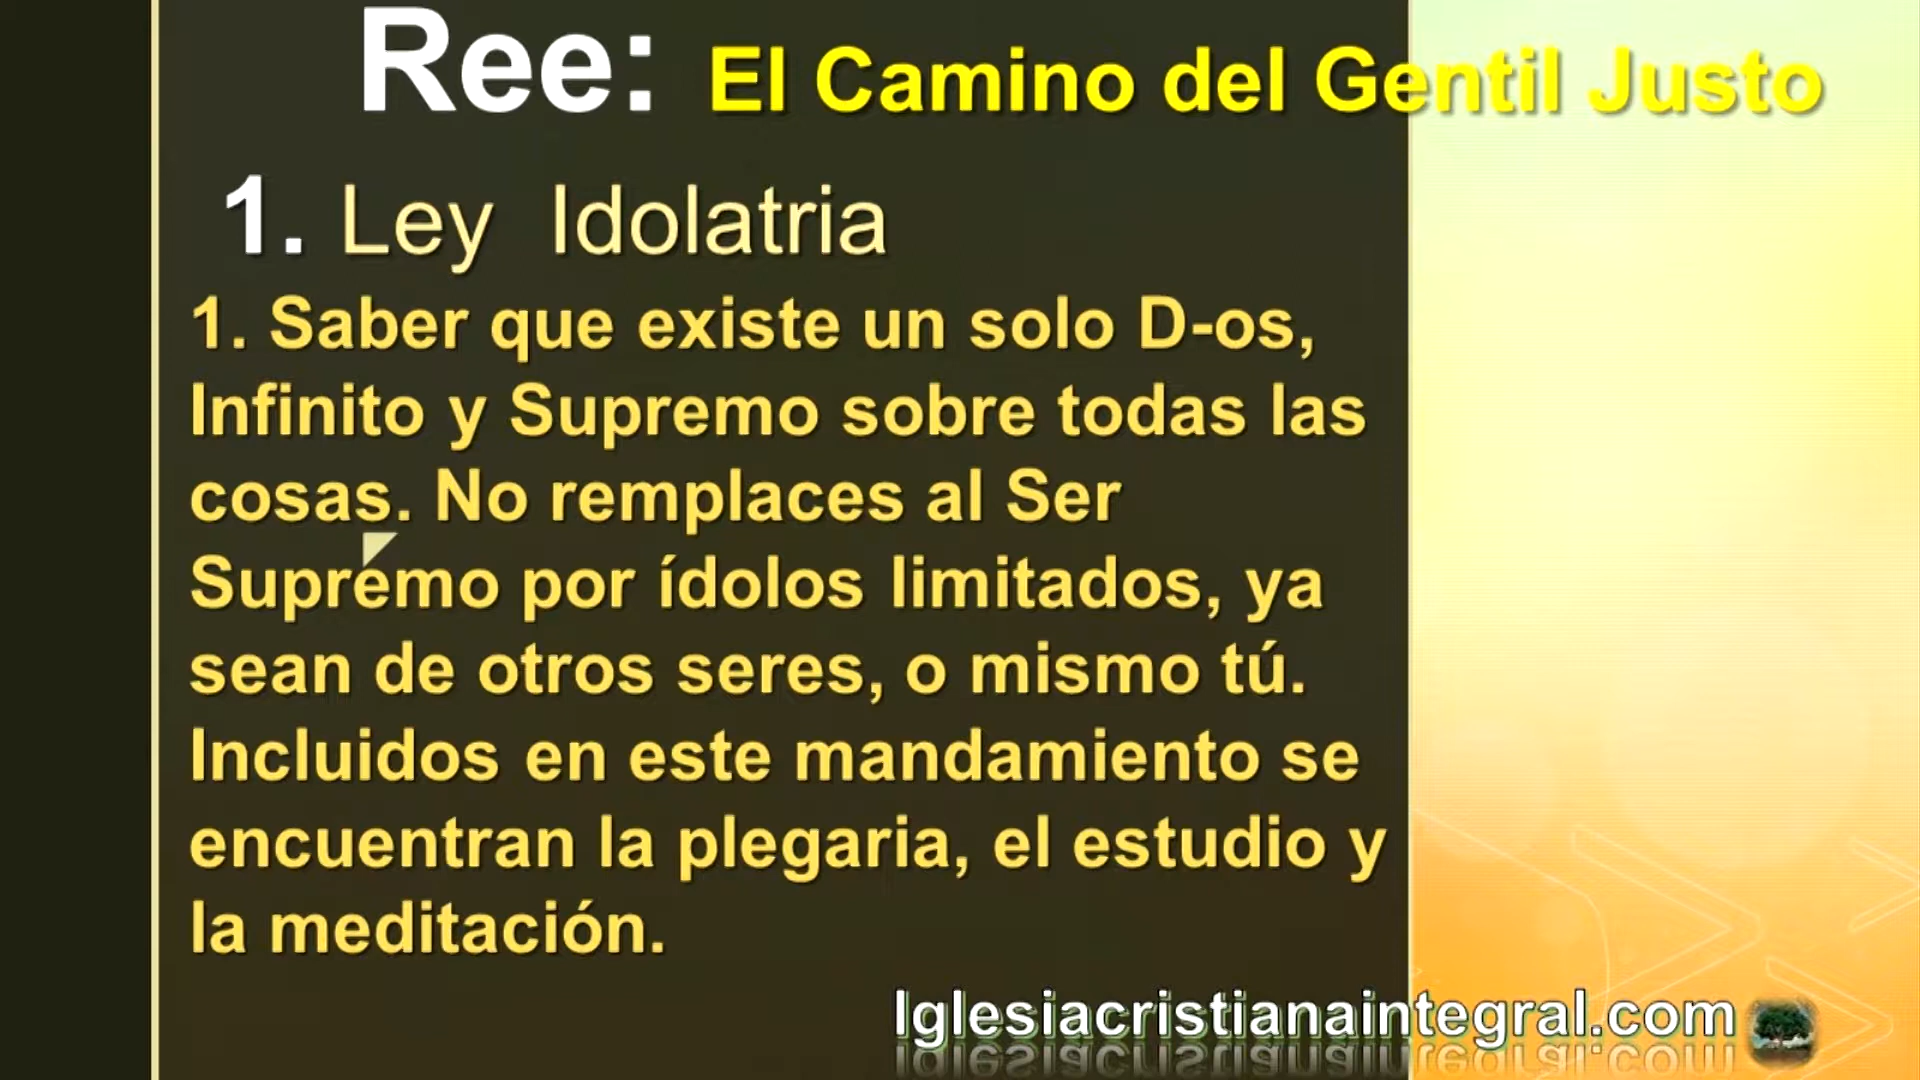 Ree: El Camino del Gentil Justo
1. Ley Idolatria
1. Saber que existe un solo D-os,
Infinito y Supremo sobre todas las
cosas. No remplaces al Ser
Supremo por ídolos limitados, ya
sean de otros seres, o mismo tú.
Incluidos en este mandamiento se
encuentran la plegaria, el estudio y
la meditación.
Iglesiacristianaintegral.com